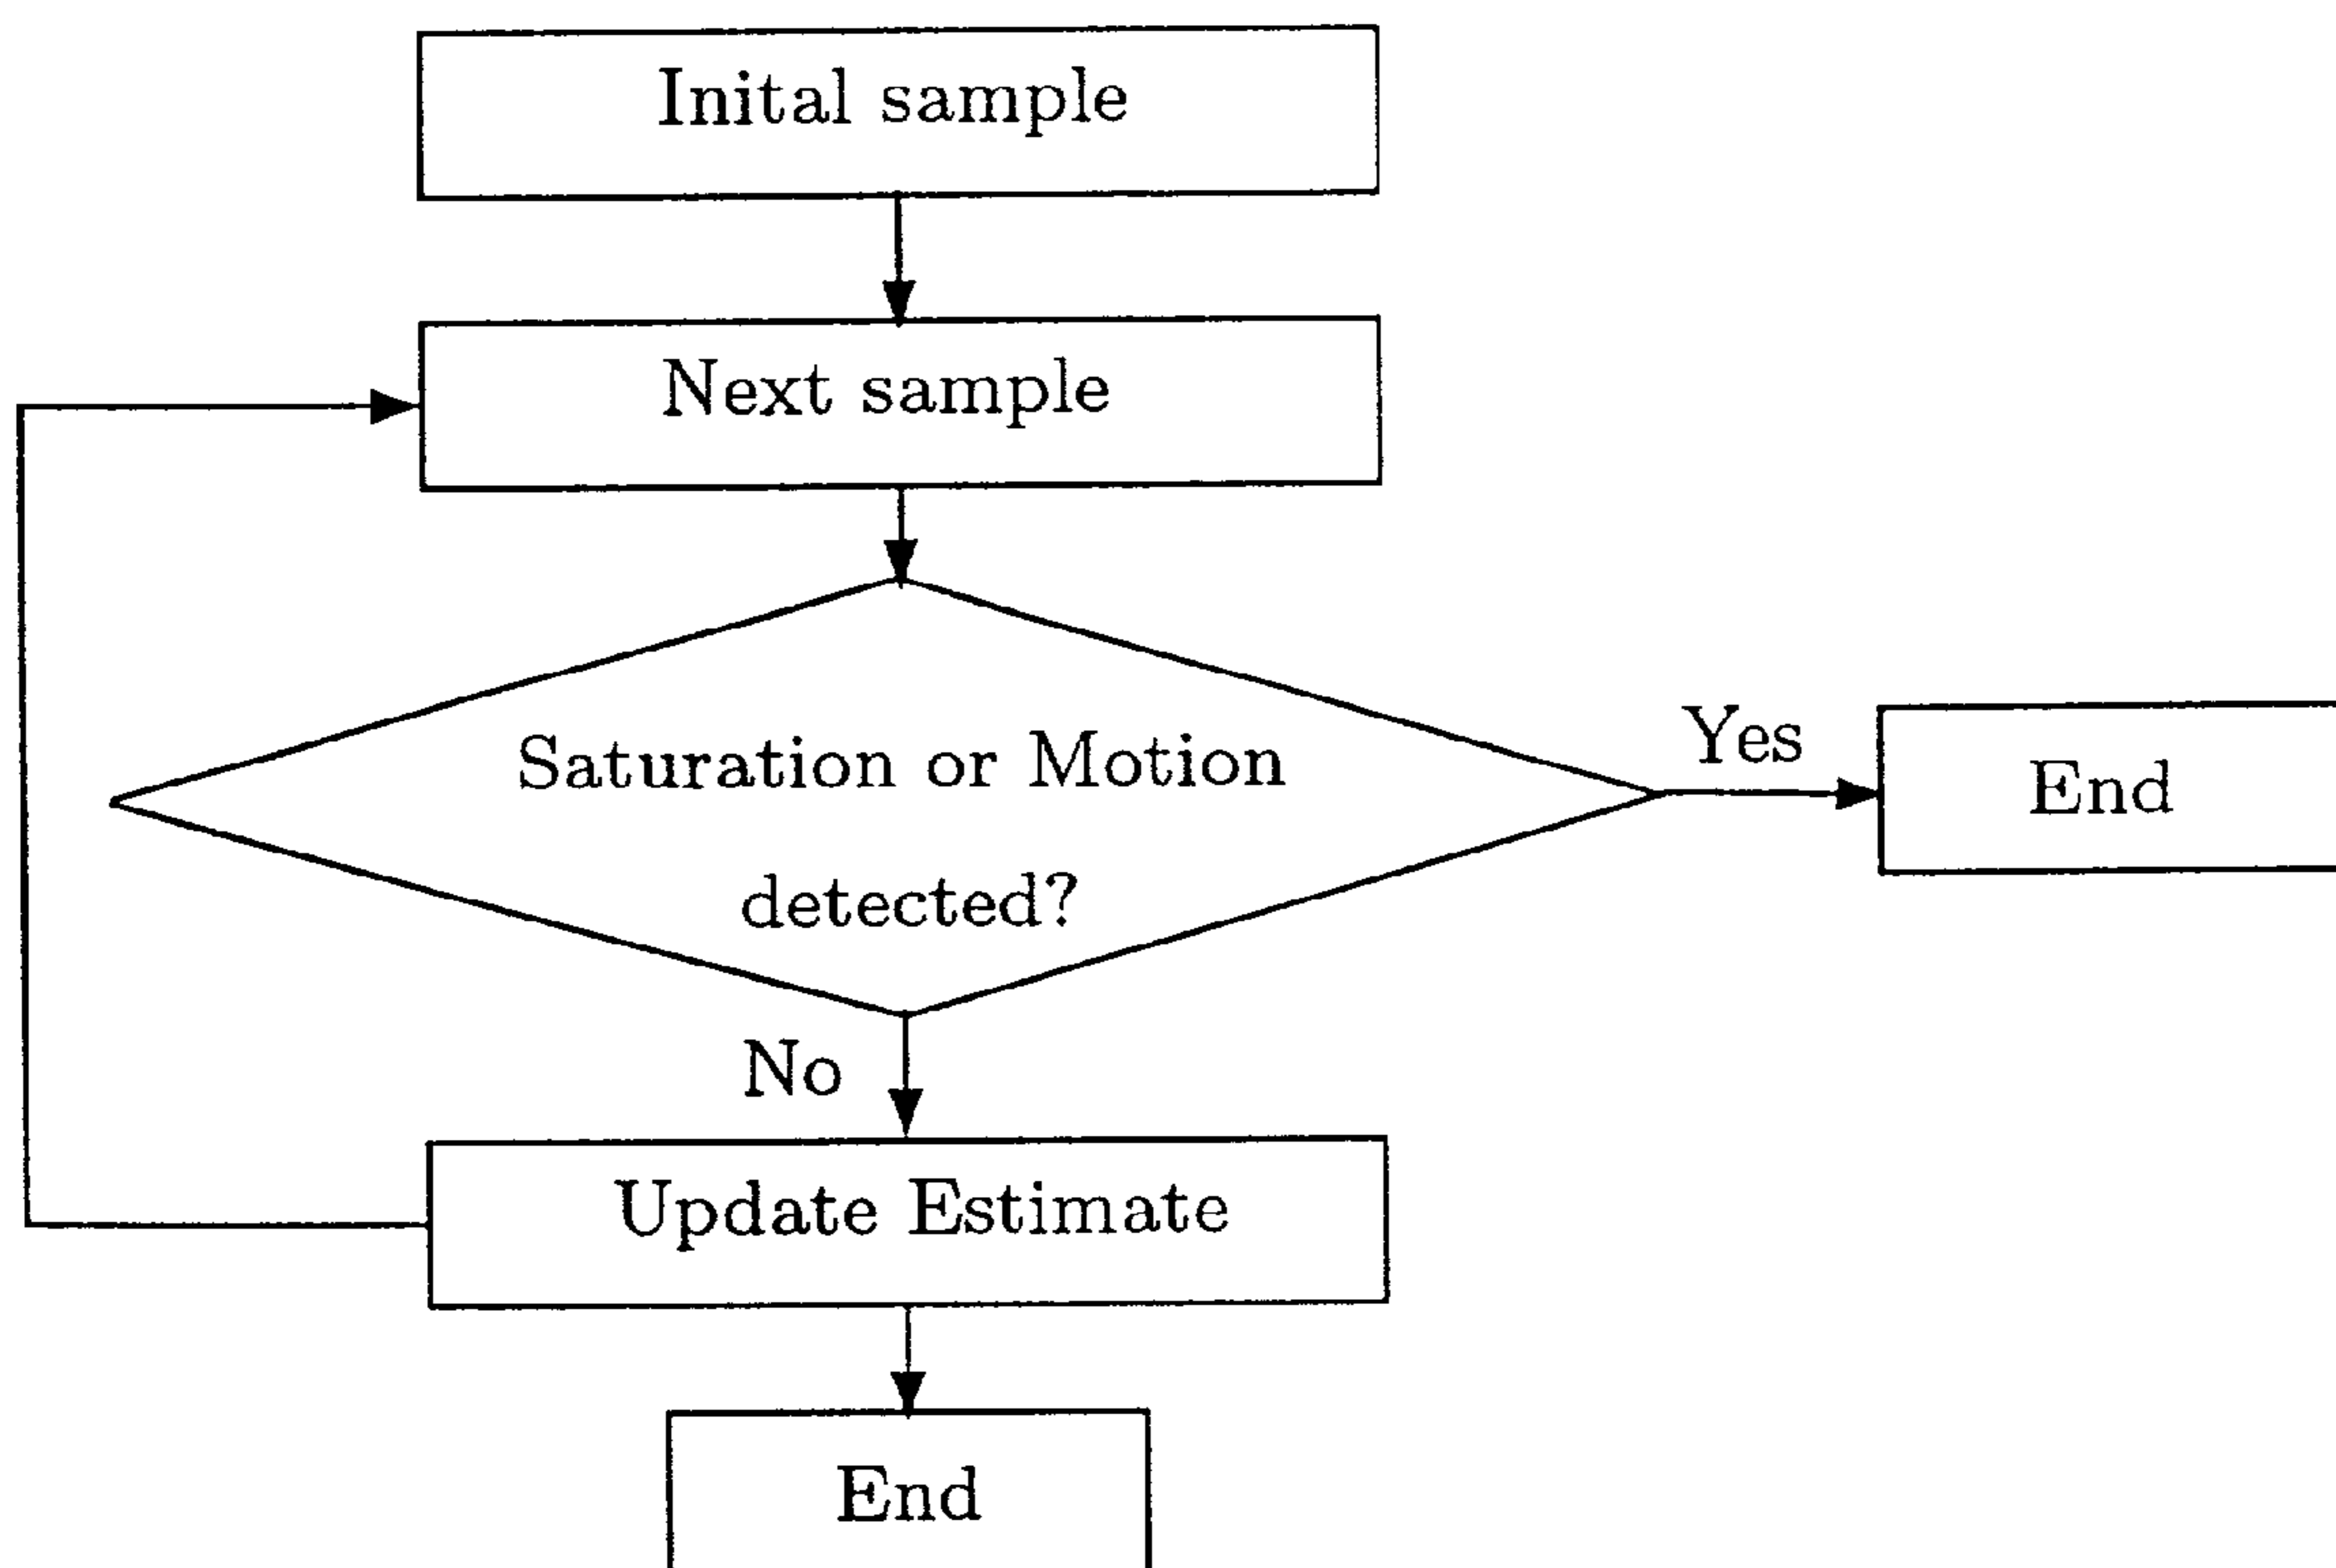 Inital sample
Next sample
Saturation or Motion
detected?
Yes
End
No
Update Estimate
End